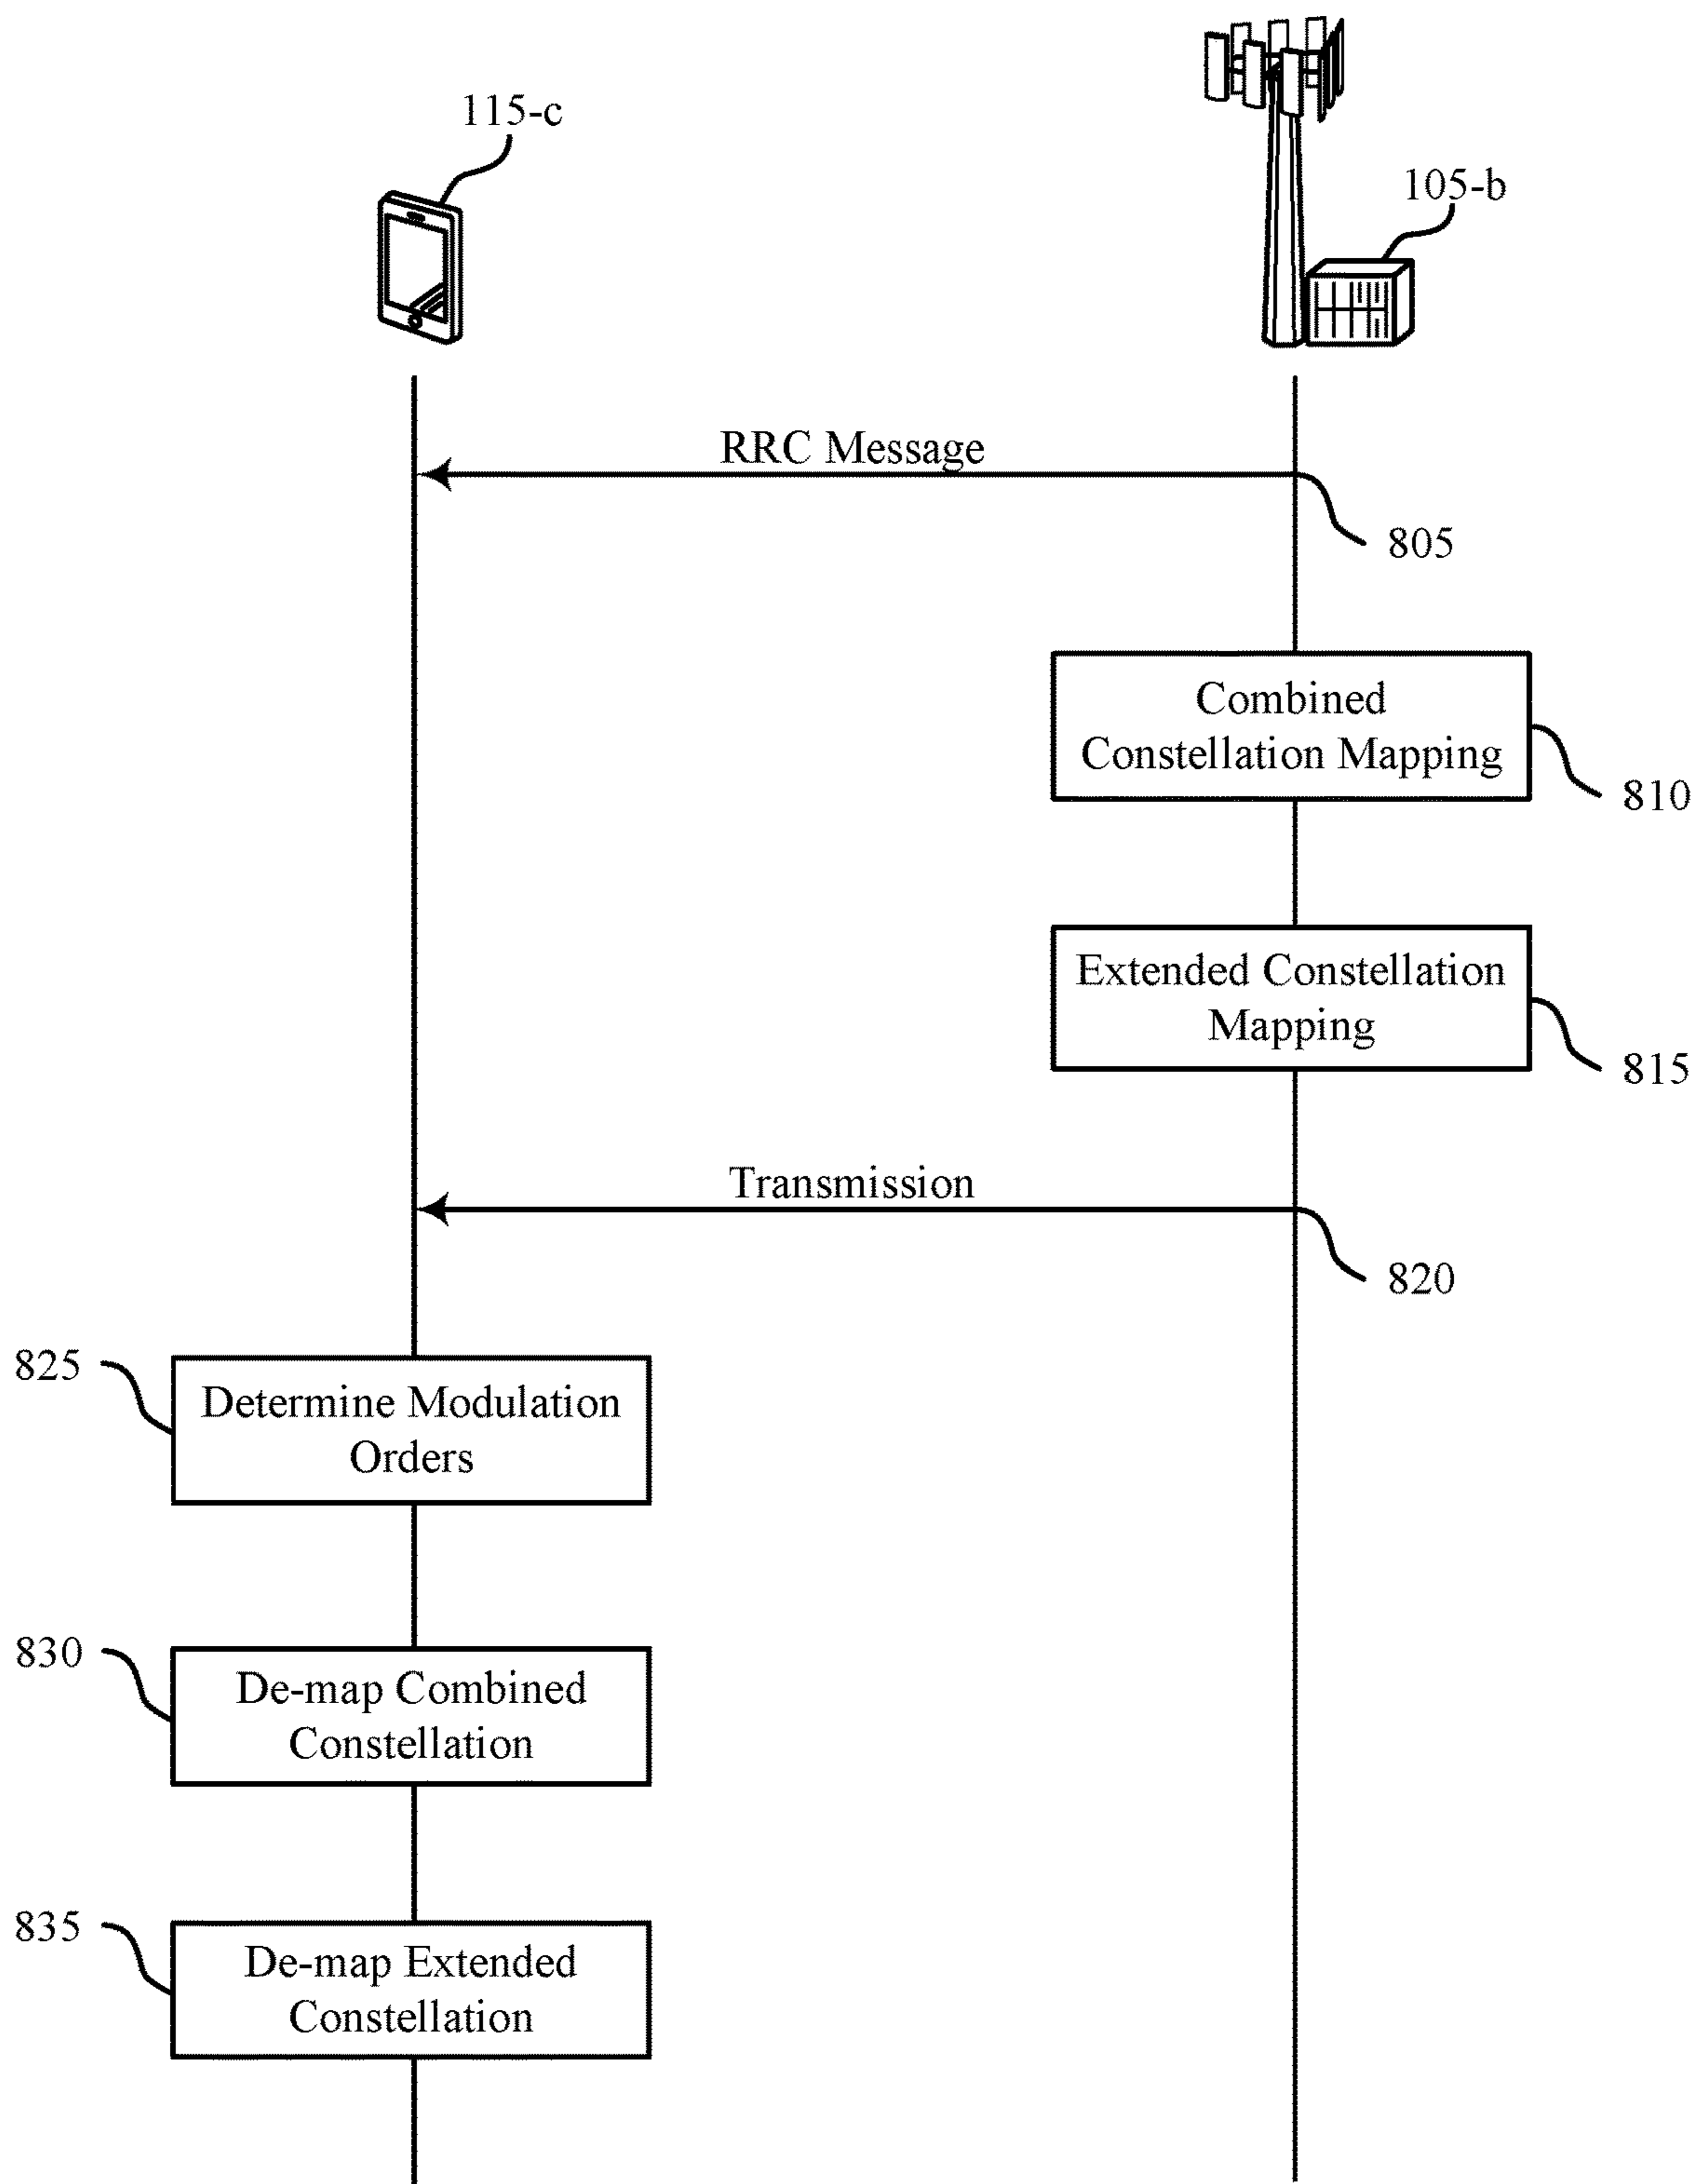 115-c
105-b
RRC Message
805
Combined
Constellation Mapping
810
Extended Constellation
Mapping
815
Transmission
820
825
Determine Modulation
Orders
830
De-map Combined
Constellation
835
De-map Extended
Constellation